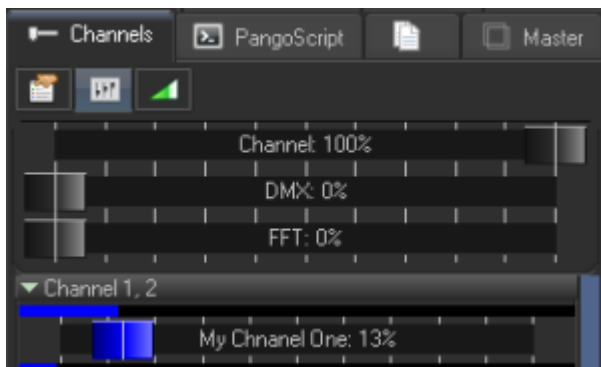 Channels PangoScript Master
Channel: 100%
DMX: 0%
FFT: 0%
Channel 1, 2
My Chnanel One: 13%